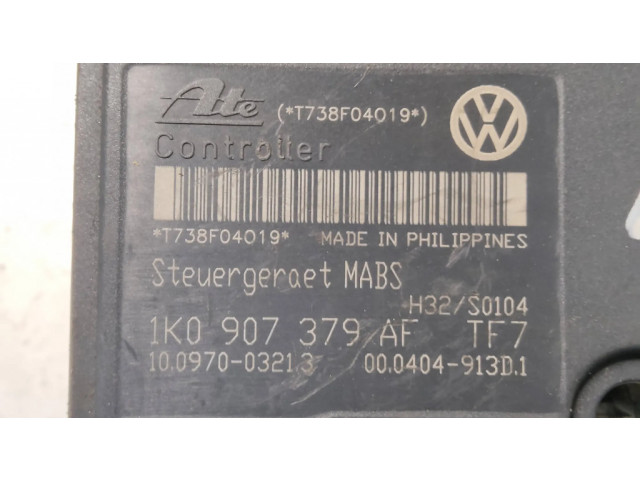 Ate (*T738F04019*)
Controller
*T738F04019* MADE IN PHILIPPINES
Steuergeraet MABS
H32/S0104
1K0 907 379 AF TF7
10.0970-0321.3 00.0404-913D.1